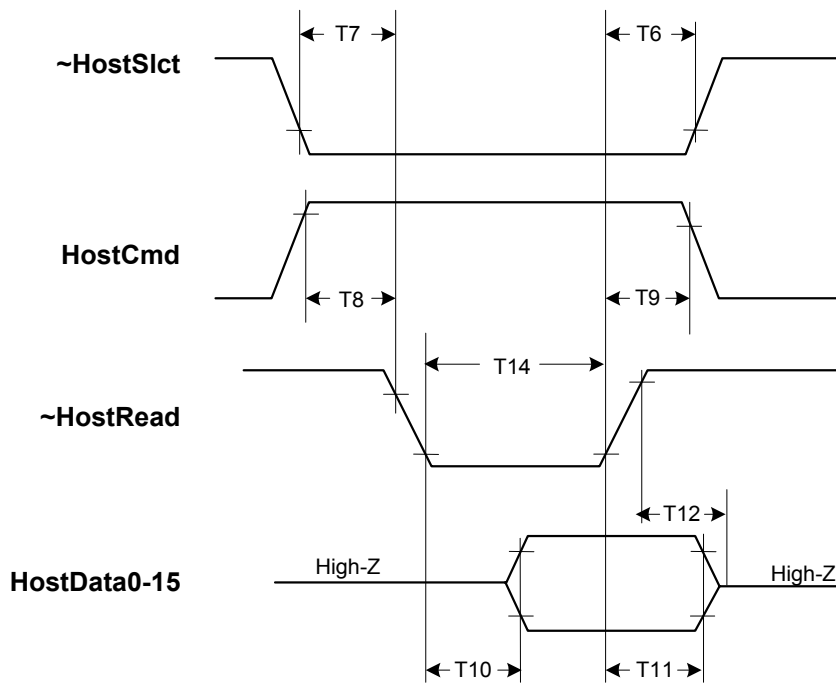 T7
T6
~HostSlct
HostCmd
T8
T9
T14
~HostRead
T12
High-Z
HostData0-15
High-Z
T10
T11